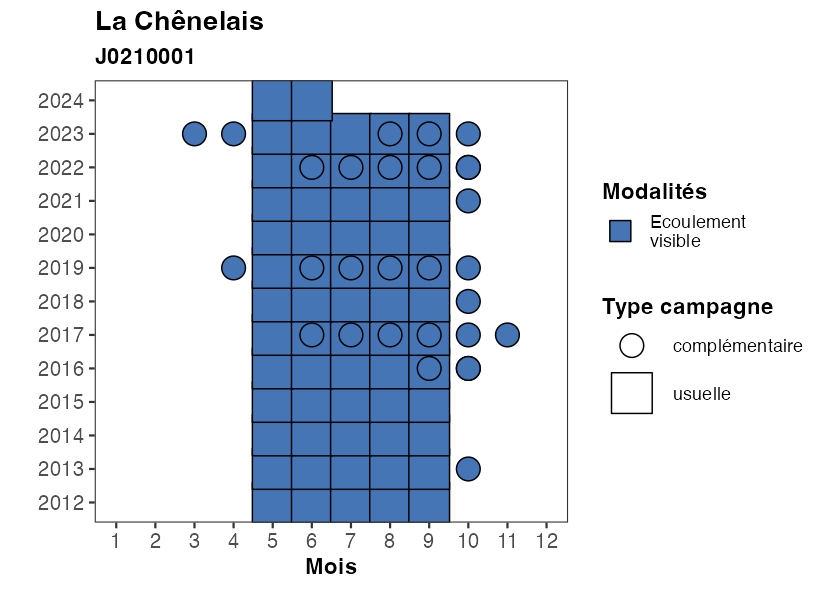 La Chênelais
J0210001
2024
2023
2022
2021
2020
2019
2018
2017
2016
2015
2014
2013
2012
1 2 3 4 5 6 7 8 9 10 11 12
Mois
Modalités
Ecoulement
visible
Type campagne
complémentaire
usuelle